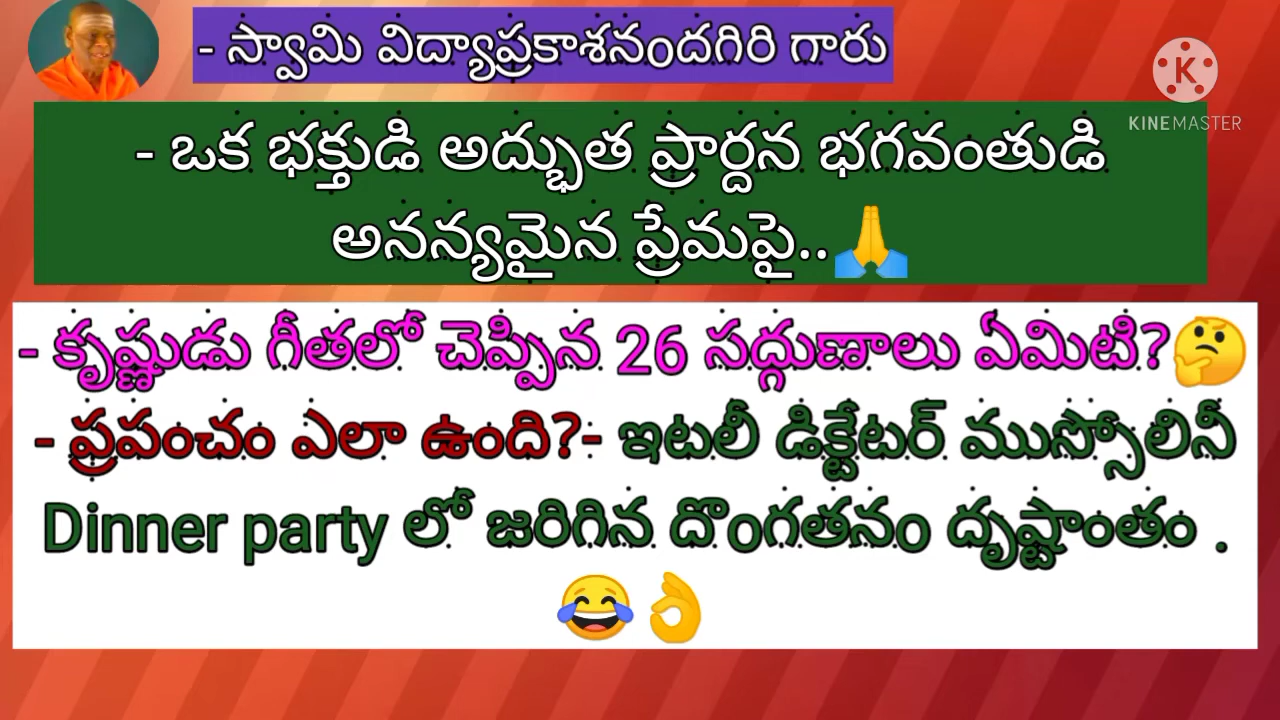 - స్వామి విద్యాప్రకాశనందగిరి గారు
KINEMASTER
- ఒక భక్తుడి అద్భుత ప్రార్దన భగవంతుడి
అనన్యమైన ప్రేమపై..🙏
- కృష్ణుడు గీతలో చెప్పిన 26 సద్గుణాలు ఏమిటి?🤔
- ప్రపంచం ఎలా ఉంది?- ఇటలీ డిక్టేటర్ ముస్సోలినీ
Dinner party లో జరిగిన దొంగతనం దృష్టాంతం .
😂👌